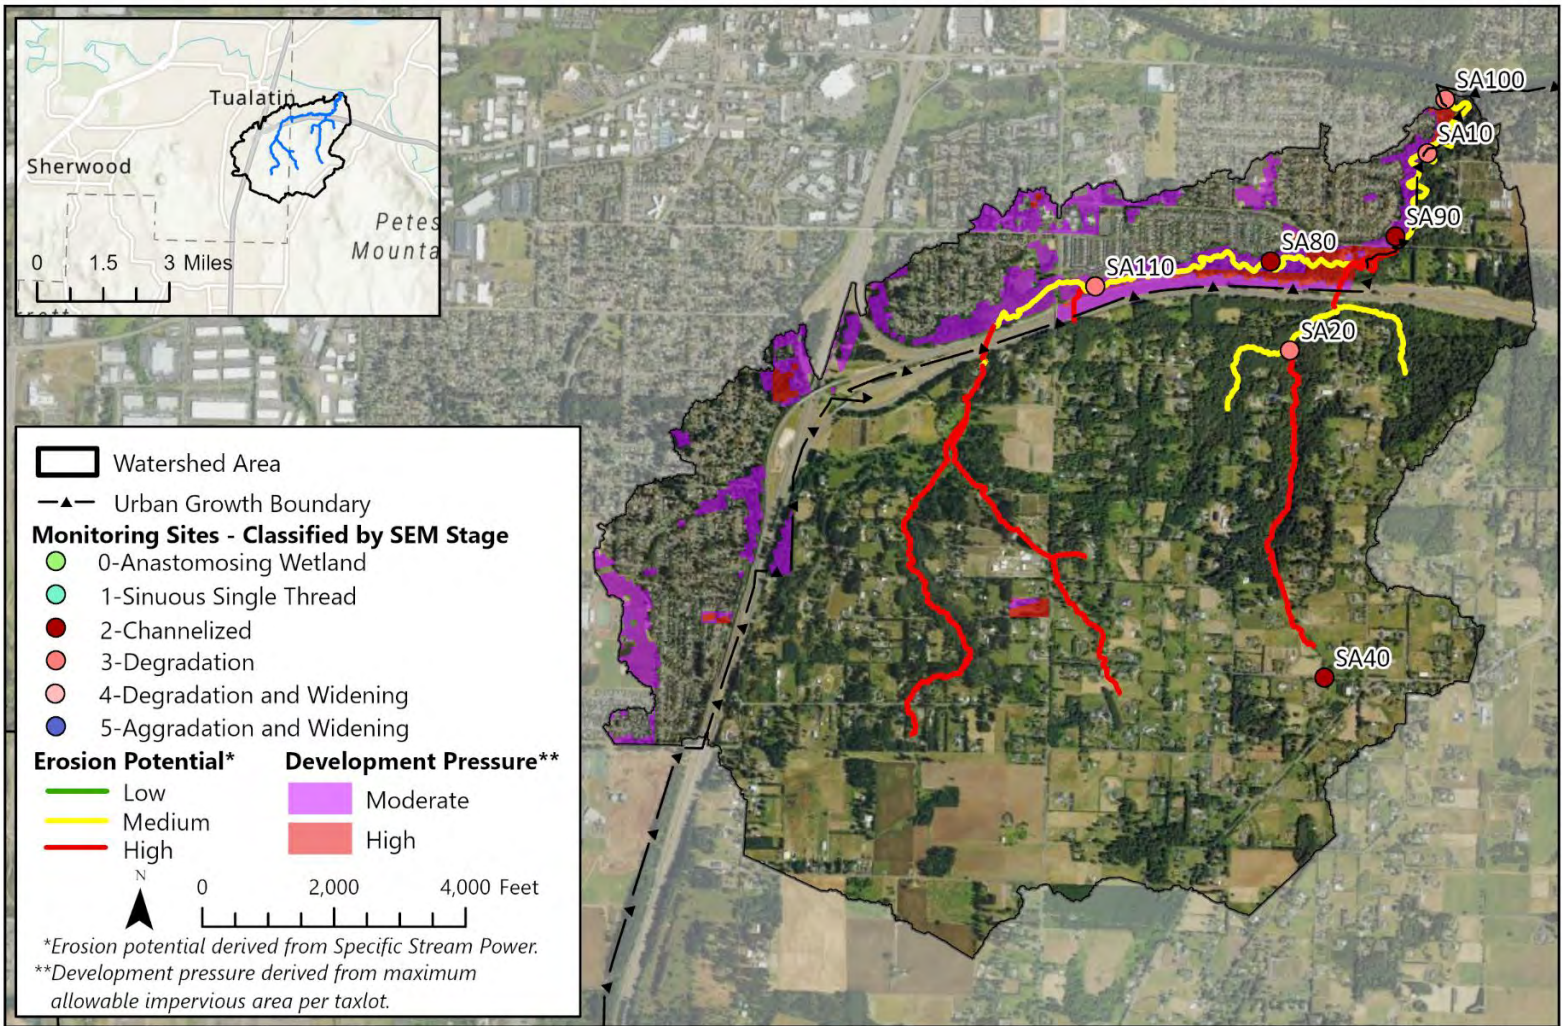 Tualatin
Sherwood
Petes
Mounta
0 1.5 3 Miles
SA100
SA10
SA90
SA80
SA110
SA20
SA40
Watershed Area
Urban Growth Boundary
Monitoring Sites - Classified by SEM Stage
0-Anastomosing Wetland
1-Sinuous Single Thread
2-Channelized
3-Degradation
4-Degradation and Widening
5-Aggradation and Widening
Erosion Potential* Development Pressure**
Low
Moderate
Medium
High
High
N
0 2,000 4,000 Feet
*Erosion potential derived from Specific Stream Power.
**Development pressure derived from maximum
allowable impervious area per taxlot.